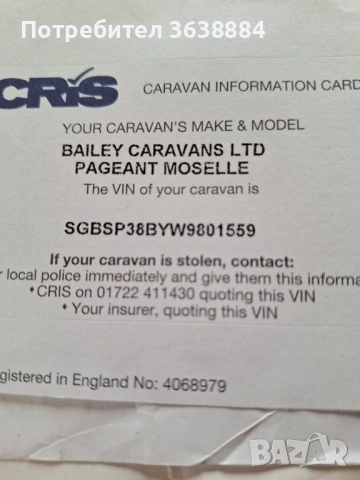 Потребител 3638884
CRiS CARAVAN INFORMATION CARD
YOUR CARAVAN'S MAKE & MODEL
BAILEY CARAVANS LTD
PAGEANT MOSELLE
The VIN of your caravan is
SGBSP38BYW9801559
If your caravan is stolen, contact:
r local police immediately and give them this informa
• CRIS on 01722 411430 quoting this VIN
• Your insurer, quoting this VIN
gistered in England No: 4068979
BAZAR
bg